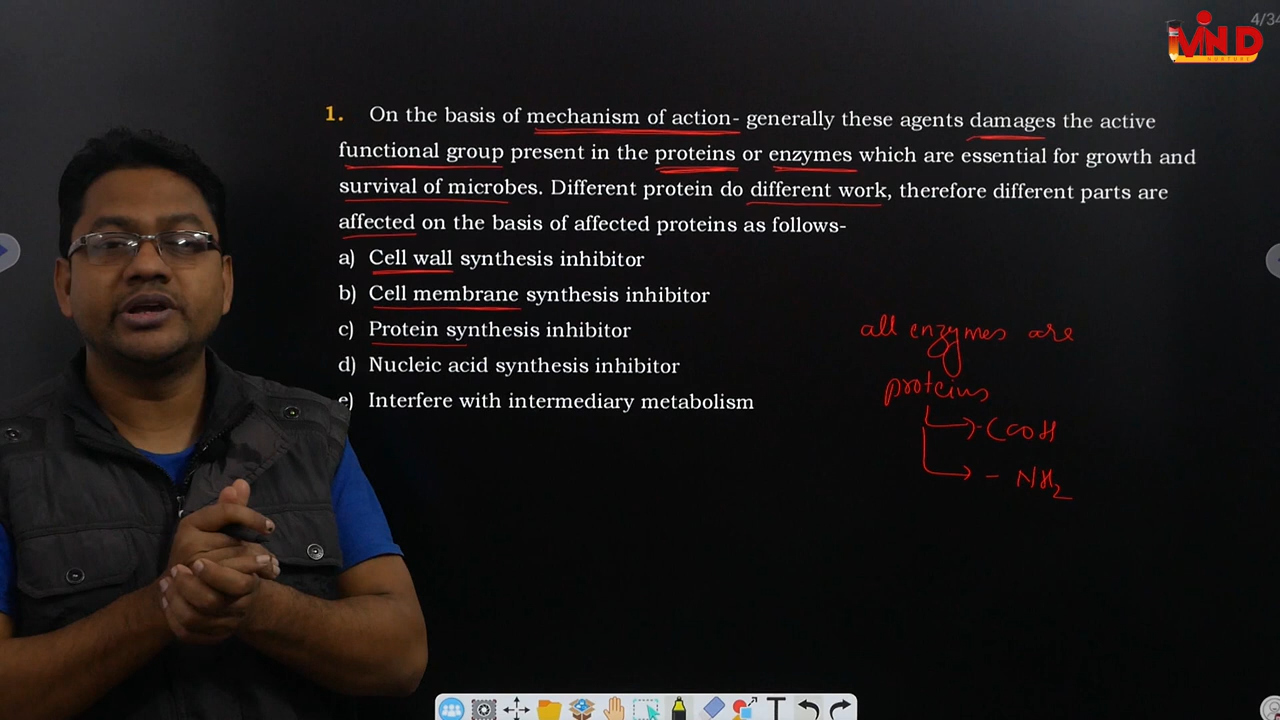 4/34
MIND
NURTURE
1. On the basis of mechanism of action- generally these agents damages the active
functional group present in the proteins or enzymes which are essential for growth and
survival of microbes. Different protein do different work, therefore different parts are
affected on the basis of affected proteins as follows-
a) Cell wall synthesis inhibitor
b) Cell membrane synthesis inhibitor
c) Protein synthesis inhibitor
d) Nucleic acid synthesis inhibitor
e) Interfere with intermediary metabolism
all enzymes are
proteins
-COOH
- NH2
T